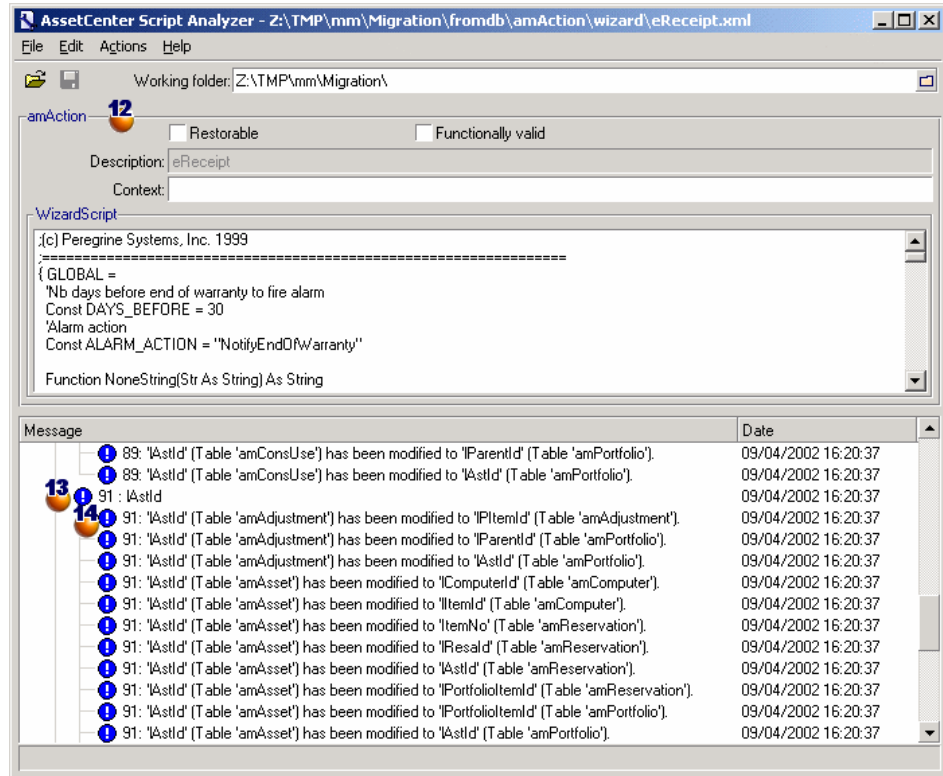 AssetCenter Script Analyzer - Z:\TMP\mm\Migration\fromdb\amAction\wizard\eReceipt.xml
File Edit Actions Help
Working folder: Z:\TMP\mm\Migration\
amAction 12
Restorable Functionally valid
Description: eReceipt
Context:
WizardScript
;(c) Peregrine Systems, Inc. 1999
;==================================================================
{ GLOBAL =
'Nb days before end of warranty to fire alarm
Const DAYS_BEFORE = 30
'Alarm action
Const ALARM_ACTION = "NotifyEndOfWarranty"
Function NoneString(Str As String) As String
Message Date
89: 'lAstId' (Table 'amConsUse') has been modified to 'lParentId' (Table 'amPortfolio'). 09/04/2002 16:20:37
89: 'lAstId' (Table 'amConsUse') has been modified to 'lAstId' (Table 'amPortfolio'). 09/04/2002 16:20:37
13 91 : lAstId 09/04/2002 16:20:37
14 91: 'lAstId' (Table 'amAdjustment') has been modified to 'lPItemId' (Table 'amAdjustment'). 09/04/2002 16:20:37
91: 'lAstId' (Table 'amAdjustment') has been modified to 'lParentId' (Table 'amPortfolio'). 09/04/2002 16:20:37
91: 'lAstId' (Table 'amAdjustment') has been modified to 'lAstId' (Table 'amPortfolio'). 09/04/2002 16:20:37
91: 'lAstId' (Table 'amAsset') has been modified to 'lComputerId' (Table 'amComputer'). 09/04/2002 16:20:37
91: 'lAstId' (Table 'amAsset') has been modified to 'lItemId' (Table 'amComputer'). 09/04/2002 16:20:37
91: 'lAstId' (Table 'amAsset') has been modified to 'ItemNo' (Table 'amReservation'). 09/04/2002 16:20:37
91: 'lAstId' (Table 'amAsset') has been modified to 'lResaId' (Table 'amReservation'). 09/04/2002 16:20:37
91: 'lAstId' (Table 'amAsset') has been modified to 'lAstId' (Table 'amReservation'). 09/04/2002 16:20:37
91: 'lAstId' (Table 'amAsset') has been modified to 'lPortfolioItemId' (Table 'amReservation'). 09/04/2002 16:20:37
91: 'lAstId' (Table 'amAsset') has been modified to 'lPortfolioItemId' (Table 'amPortfolio'). 09/04/2002 16:20:37
91: 'lAstId' (Table 'amAsset') has been modified to 'lAstId' (Table 'amPortfolio'). 09/04/2002 16:20:37